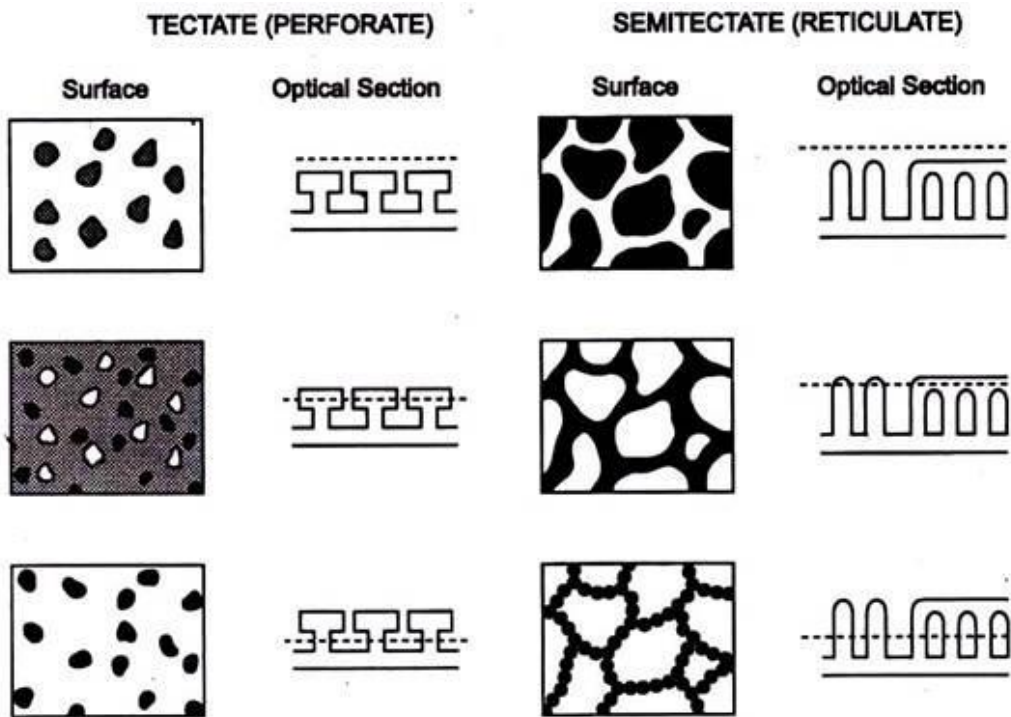 TECTATE (PERFORATE) SEMITECTATE (RETICULATE)
Surface Optical Section Surface Optical Section